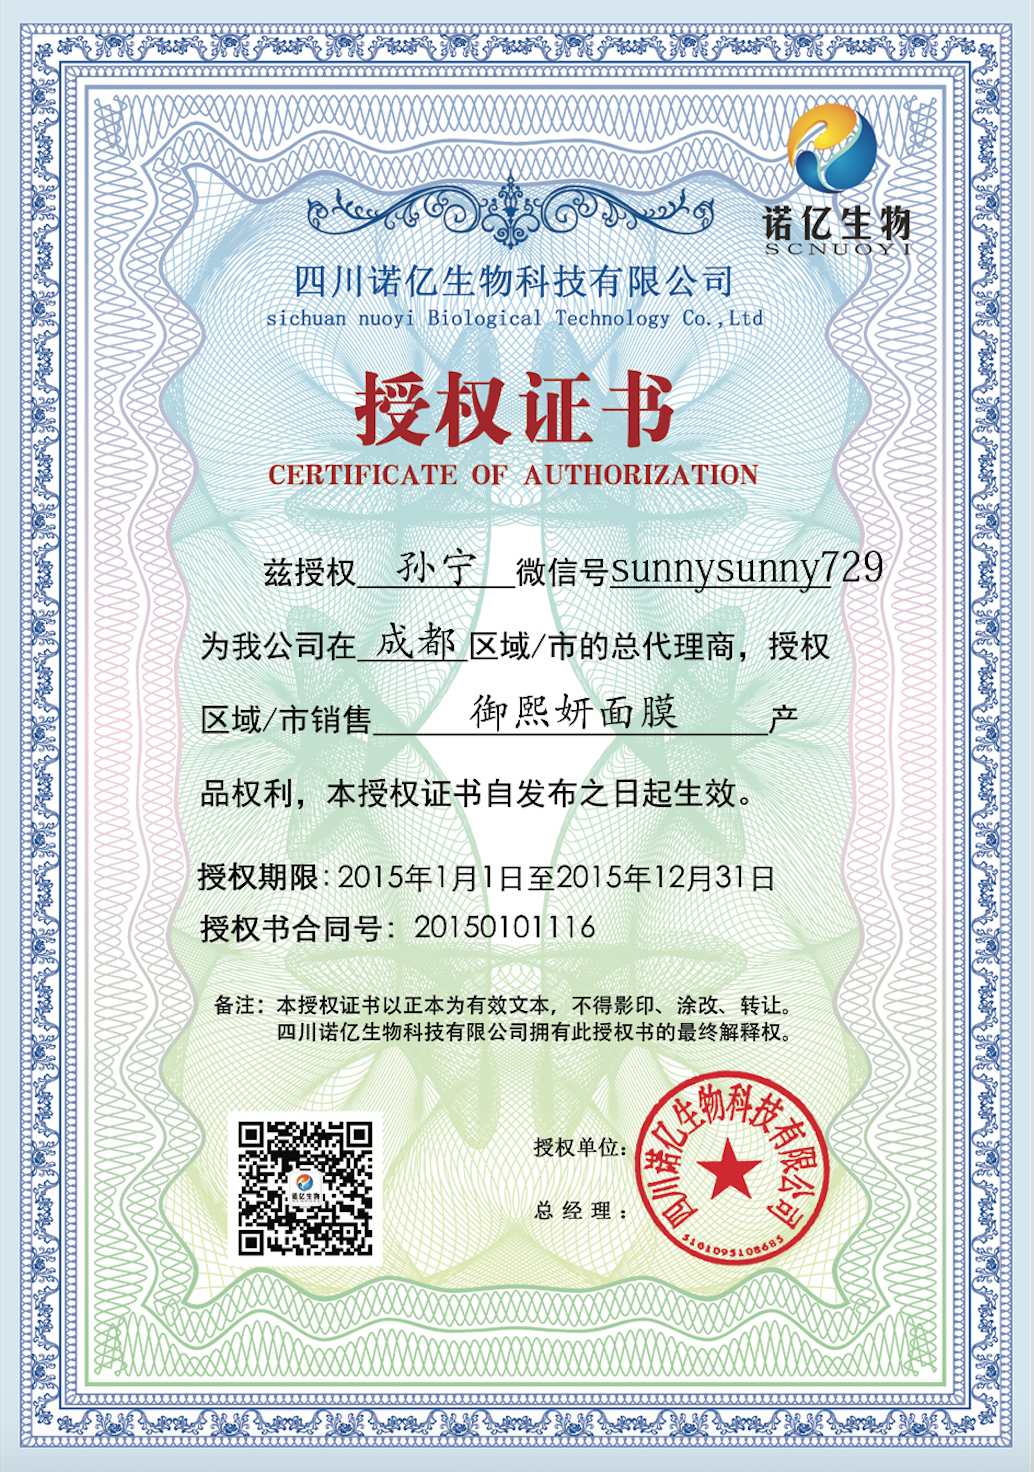 诺亿生物
SCNUOYI
四川诺亿生物科技有限公司
sichuan nuoyi Biological Technology Co.,Ltd
授权证书
CERTIFICATE OF AUTHORIZATION
兹授权 孙宁 微信号sunnysunny729
为我公司在 成都 区域/市的总代理商，授权
区域/市销售 御熙妍面膜 产
品权利，本授权证书自发布之日起生效。
授权期限：2015年1月1日至2015年12月31日
授权书合同号：20150101116
备注：本授权证书以正本为有效文本，不得影印、涂改、转让。
四川诺亿生物科技有限公司拥有此授权书的最终解释权。
诺亿生物
授权单位：
总经理：
四川诺亿生物科技有限公司
5101095108685